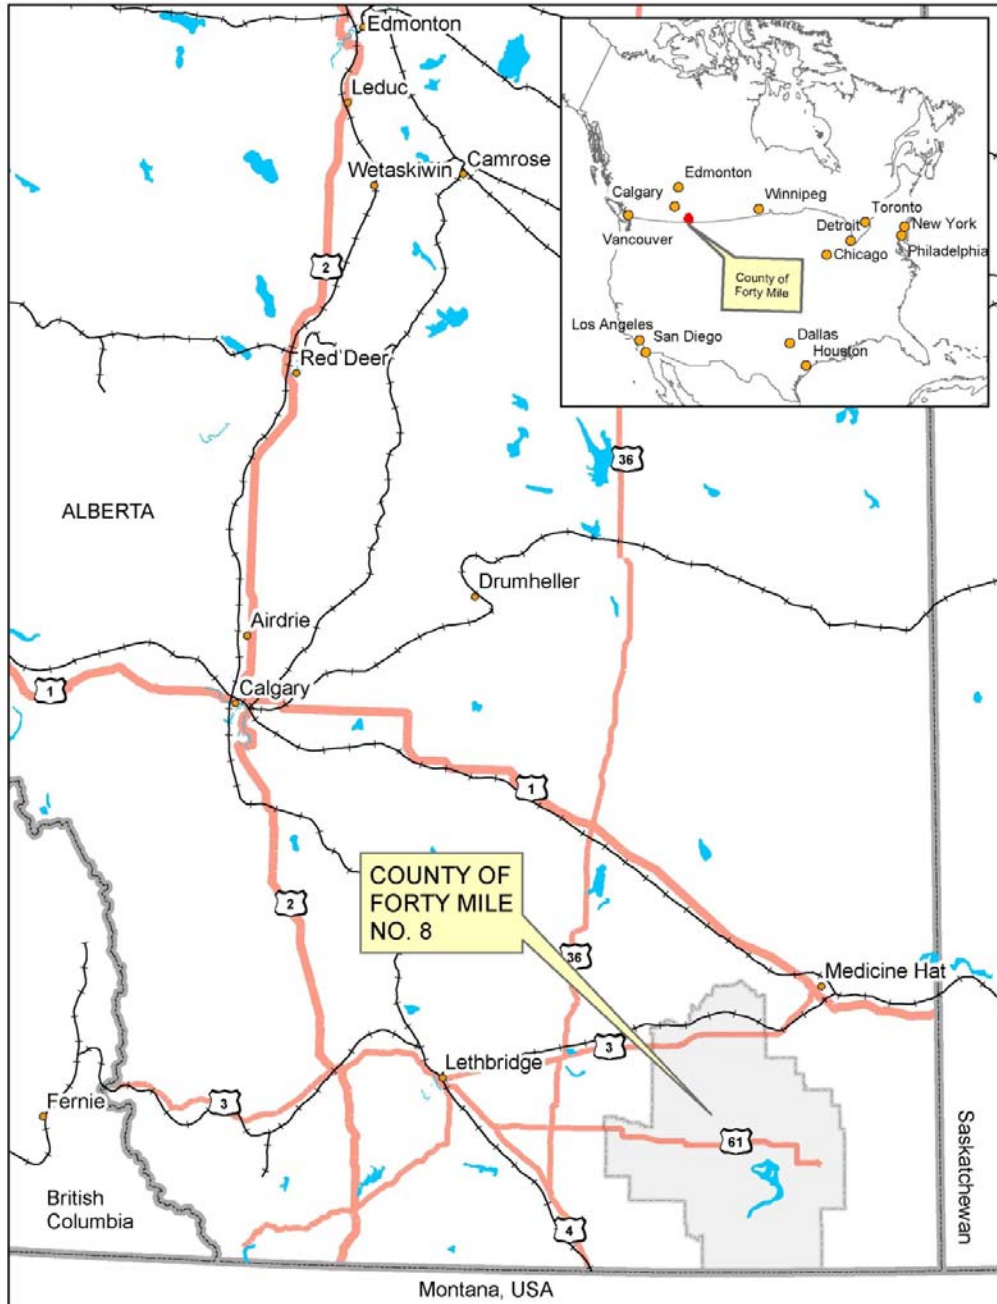 Edmonton
Leduc
Wetaskiwin
Camrose
2
Red Deer
36
ALBERTA
Drumheller
Airdrie
1
Calgary
1
COUNTY OF
FORTY MILE
NO. 8
2
36
Medicine Hat
3
Lethbridge
3
Fernie
61
Saskatchewan
British
Columbia
4
Montana, USA
Edmonton
Calgary
Winnipeg
Toronto
Vancouver
Detroit
New York
Philadelphia
Chicago
County of
Forty Mile
Los Angeles
San Diego
Dallas
Houston